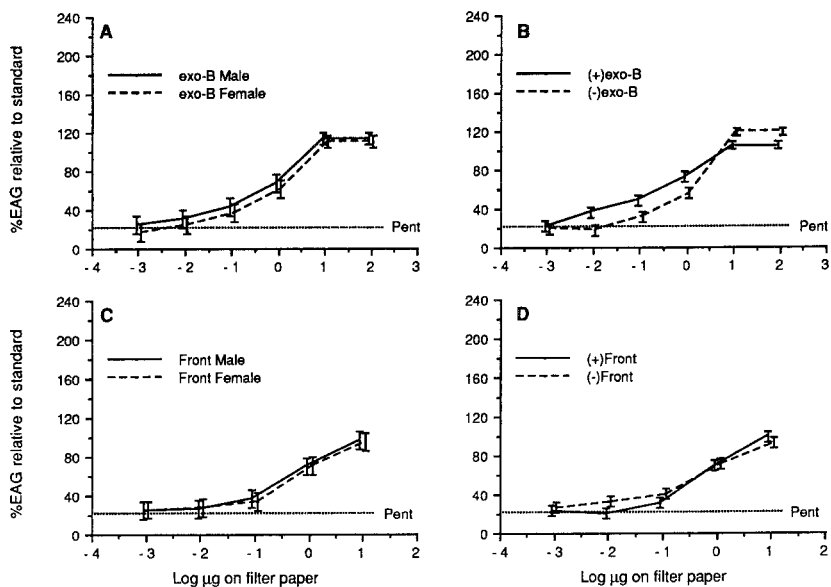 A
240
200
160
120
80
40
0
%EAG relative to standard
exo-B Male
exo-B Female
Pent
- 4 - 3 - 2 - 1 0 1 2 3
B
240
200
160
120
80
40
0
(+)exo-B
(-)exo-B
Pent
- 4 - 3 - 2 - 1 0 1 2 3
C
240
200
160
120
80
40
0
%EAG relative to standard
Front Male
Front Female
Pent
- 4 - 3 - 2 - 1 0 1 2 3
Log µg on filter paper
D
240
200
160
120
80
40
0
(+)Front
(-)Front
Pent
- 4 - 3 - 2 - 1 0 1 2 3
Log µg on filter paper